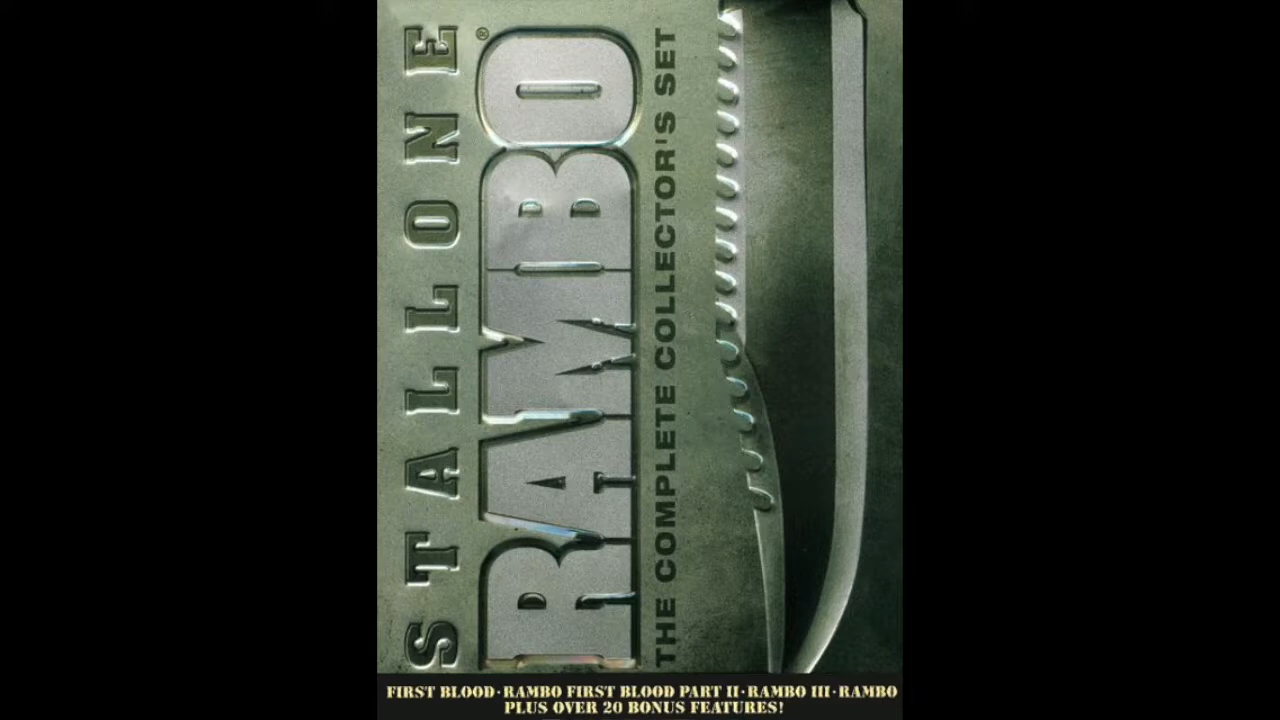 STALLONE
RAMBO®
THE COMPLETE COLLECTOR'S SET
FIRST BLOOD·RAMBO FIRST BLOOD PART II·RAMBO III·RAMBO
PLUS OVER 20 BONUS FEATURES!